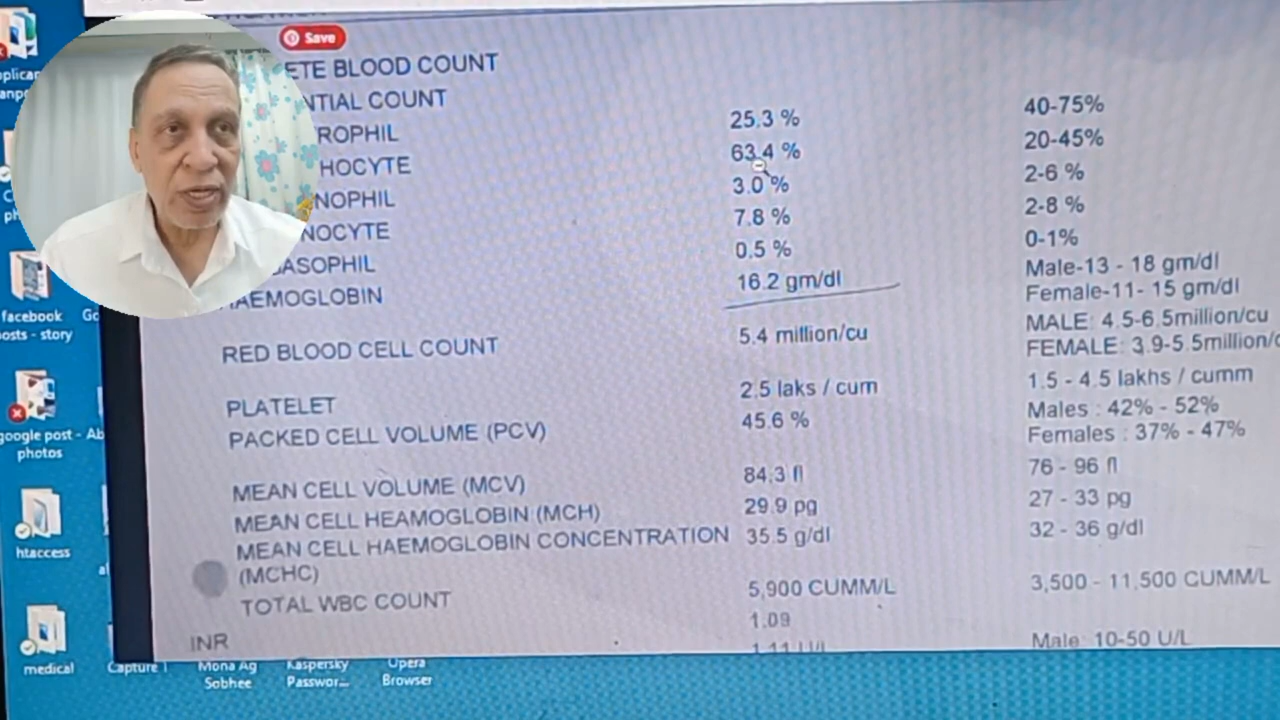 Save
ETE BLOOD COUNT
NTIAL COUNT
ROPHIL 25.3 % 40-75%
HOCYTE 63.4 % 20-45%
NOPHIL 3.0 % 2-6 %
NOCYTE 7.8 % 2-8 %
ASOPHIL 0.5 % 0-1%
AEMOGLOBIN 16.2 gm/dl Male-13 - 18 gm/dl
Female-11- 15 gm/dl
RED BLOOD CELL COUNT 5.4 million/cu MALE: 4.5-6.5million/cu
FEMALE: 3.9-5.5million/c
PLATELET 2.5 laks / cum 1.5 - 4.5 lakhs / cumm
PACKED CELL VOLUME (PCV) 45.6 % Males : 42% - 52%
Females : 37% - 47%
MEAN CELL VOLUME (MCV) 84.3 fl 76 - 96 fl
MEAN CELL HEAMOGLOBIN (MCH) 29.9 pg 27 - 33 pg
MEAN CELL HAEMOGLOBIN CONCENTRATION 35.5 g/dl 32 - 36 g/dl
(MCHC)
TOTAL WBC COUNT 5,900 CUMM/L 3,500 - 11,500 CUMM/L
INR 1.09
Male: 10-50 U/L
facebook
osts - story
google post - Ab
photos
htaccess
medical
Capture 1
Mona Ag
Sobhee
Kaspersky
Passwor...
Opera
Browser